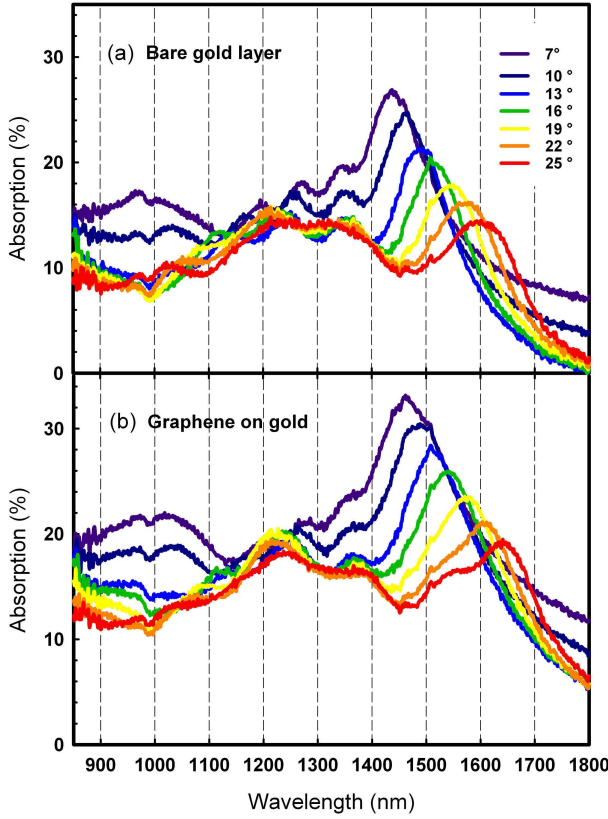 (a) Bare gold layer
7°
10 °
13 °
16 °
19 °
22 °
25 °
Absorption (%)
30
20
10
0
(b) Graphene on gold
Absorption (%)
30
20
10
0
900 1000 1100 1200 1300 1400 1500 1600 1700 1800
Wavelength (nm)